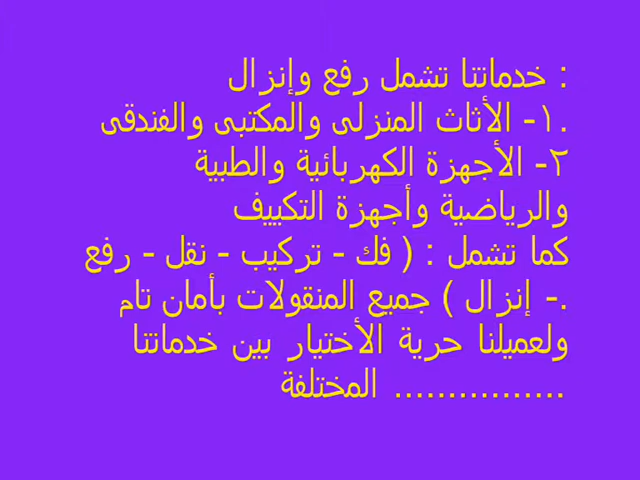 خدماتنا تشمل رفع وإنزال :
١- الأثاث المنزلى والمكتبى والفندقى.
٢- الأجهزة الكهربائية والطبية
والرياضية وأجهزة التكييف
كما تشمل : ( فك - تركيب - نقل - رفع
- إنزال ) جميع المنقولات بأمان تام.
ولعميلنا حرية الأختيار بين خدماتنا
المختلفة ................